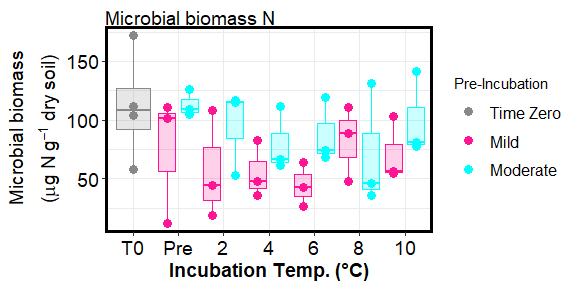 Microbial biomass N
Microbial biomass
(µg N g⁻¹ dry soil)
150
100
50
T0 Pre 2 4 6 8 10
Incubation Temp. (°C)
Pre-Incubation
Time Zero
Mild
Moderate